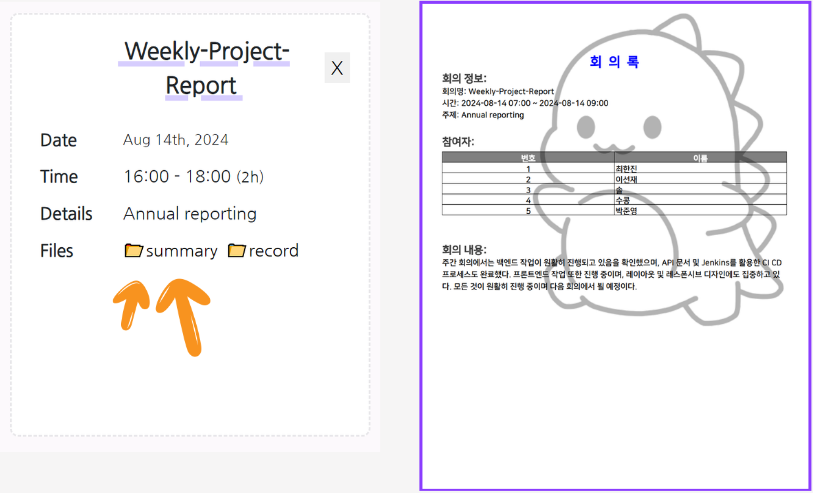 Weekly-Project-
Report
X
Date Aug 14th, 2024
Time 16:00 - 18:00 (2h)
Details Annual reporting
Files summary record
회 의 록
회의 정보:
회의명: Weekly-Project-Report
시간: 2024-08-14 07:00 ~ 2024-08-14 09:00
주제: Annual reporting
참여자:
번호 이름
1 최한진
2 이선재
3 솔
4 수콩
5 박준영
회의 내용:
주간 회의에서는 백엔드 작업이 원활히 진행되고 있음을 확인했으며, API 문서 및 Jenkins를 활용한 CI CD
프로세스도 완료했다. 프론트엔드 작업 또한 진행 중이며, 레이아웃 및 레스폰시브 디자인에도 집중하고 있
다. 모든 것이 원활히 진행 중이며 다음 회의에서 뵐 예정이다.